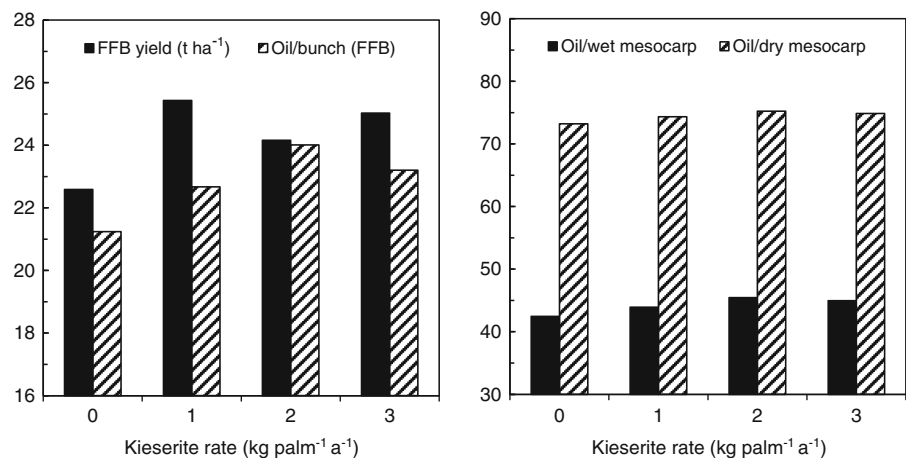 FFB yield (t ha⁻¹) Oil/bunch (FFB)
28
26
24
22
20
18
16
0 1 2 3
Kieserite rate (kg palm⁻¹ a⁻¹)
Oil/wet mesocarp Oil/dry mesocarp
90
80
70
60
50
40
30
0 1 2 3
Kieserite rate (kg palm⁻¹ a⁻¹)